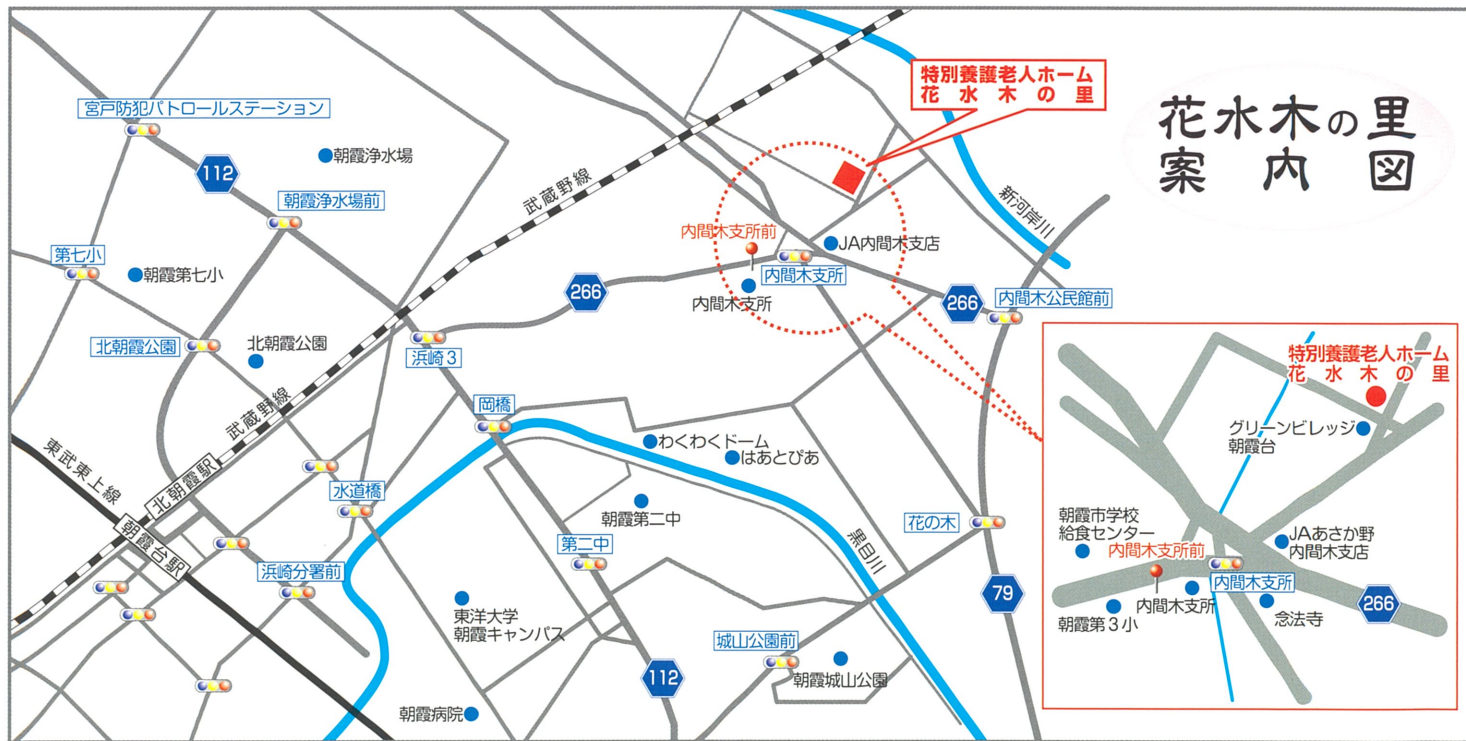 花水木の里
案内図
特別養護老人ホーム
花水木の里
宮戸防犯パトロールステーション
朝霞浄水場
112
朝霞浄水場前
武蔵野線
新河岸川
第七小
朝霞第七小
内間木支所前
JA内間木支店
内間木支所
内間木支所
266
266
内間木公民館前
北朝霞公園
北朝霞公園
浜崎3
武蔵野線
岡橋
わくわくドーム
はあとぴあ
東武東上線
北朝霞駅
朝霞台駅
水道橋
朝霞第二中
花の木
黒目川
第二中
浜崎分署前
79
東洋大学
朝霞キャンパス
城山公園前
112
朝霞城山公園
朝霞病院
特別養護老人ホーム
花水木の里
グリーンビレッジ
朝霞台
朝霞市学校
給食センター
内間木支所前
JAあさか野
内間木支店
内間木支所
内間木支所
266
朝霞第3小
念法寺